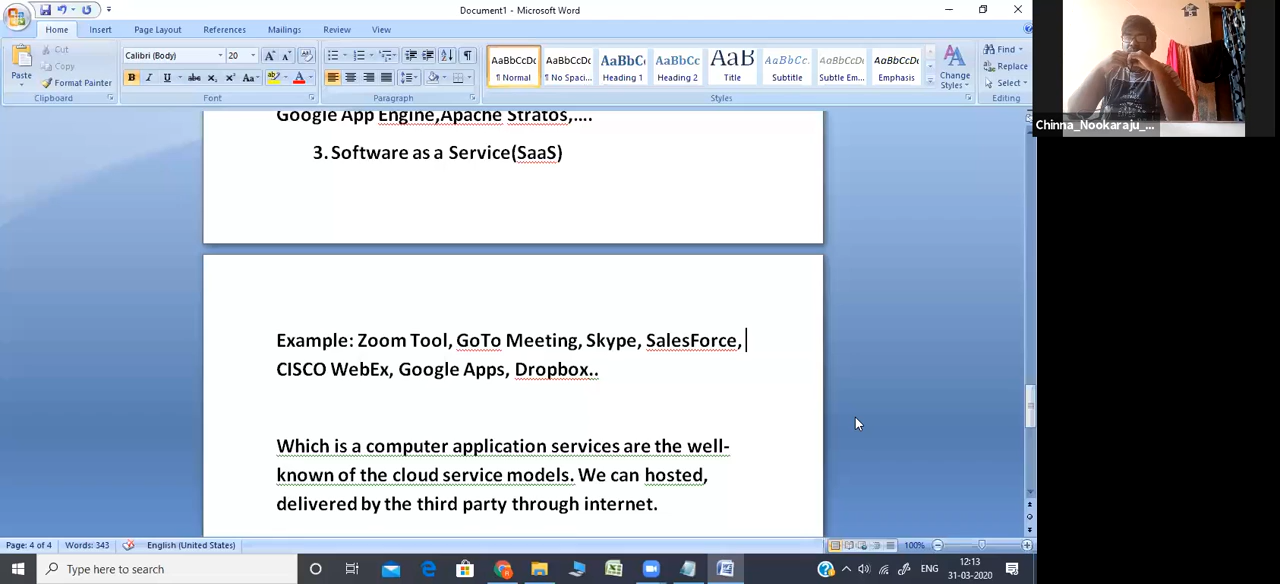 Document1 - Microsoft Word
Home Insert Page Layout References Mailings Review View
Paste
Cut
Copy
Format Painter
Clipboard
Calibri (Body) 20
Font
Paragraph
AaBbCcDc AaBbCcDc AaBbC AaBbCc AaB AaBbCc. AaBbCcDc AaBbCcDc
¶ Normal ¶ No Spaci... Heading 1 Heading 2 Title Subtitle Subtle Em... Emphasis
Change Styles
Styles
Find
Replace
Select
Editing
Chinna_Nookaraju_...
Google App Engine,Apache Stratos,....
3. Software as a Service(SaaS)
Example: Zoom Tool, GoTo Meeting, Skype, SalesForce,
CISCO WebEx, Google Apps, Dropbox..
Which is a computer application services are the well-
known of the cloud service models. We can hosted,
delivered by the third party through internet.
Page: 4 of 4 Words: 343 English (United States) 100%
Type here to search
ENG
12:13
31-03-2020